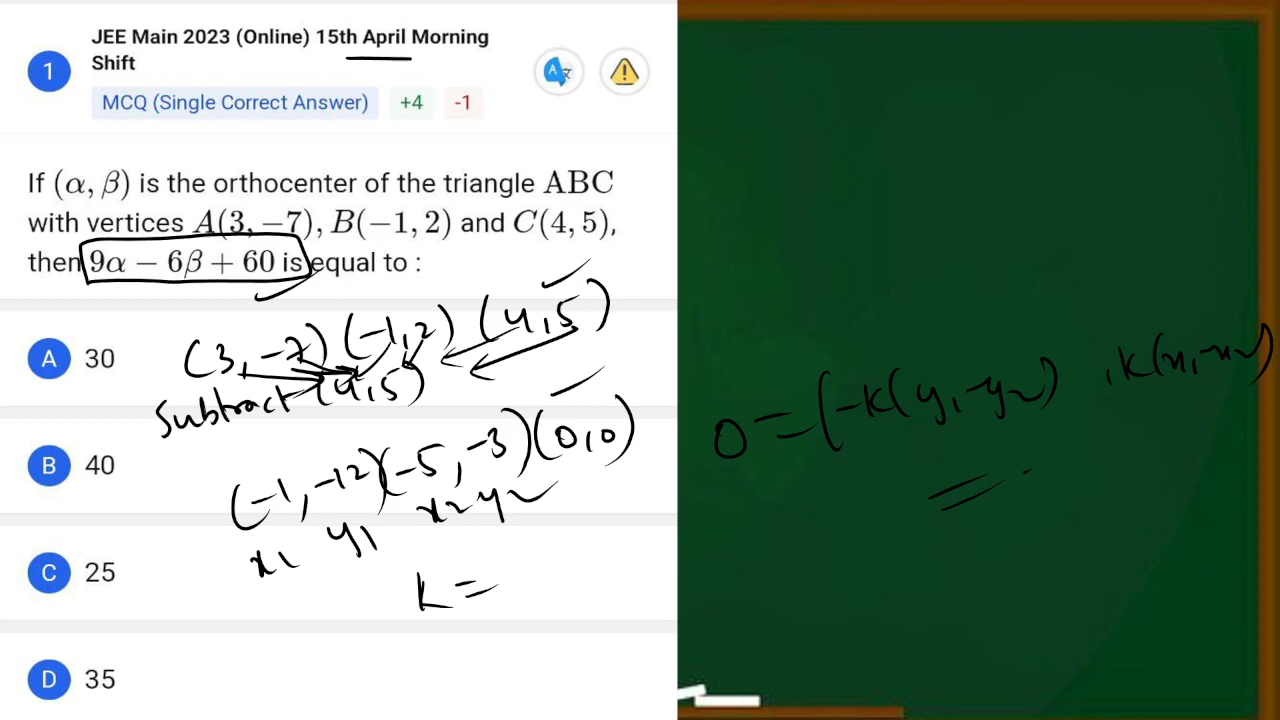 1
JEE Main 2023 (Online) 15th April Morning
Shift
MCQ (Single Correct Answer) +4 -1
If (α, β) is the orthocenter of the triangle ABC
with vertices A(3, −7), B(−1, 2) and C(4, 5),
then 9α − 6β + 60 is equal to :
(3, -7) (-1, 2) (4, 5)
A 30
Subtract (4, 5)
(-1, -12) (-5, -3) (0, 0)
B 40
x1 y1 x2 y2
C 25
k =
D 35
O = (-k(y1-y2) , k(x1-x2)